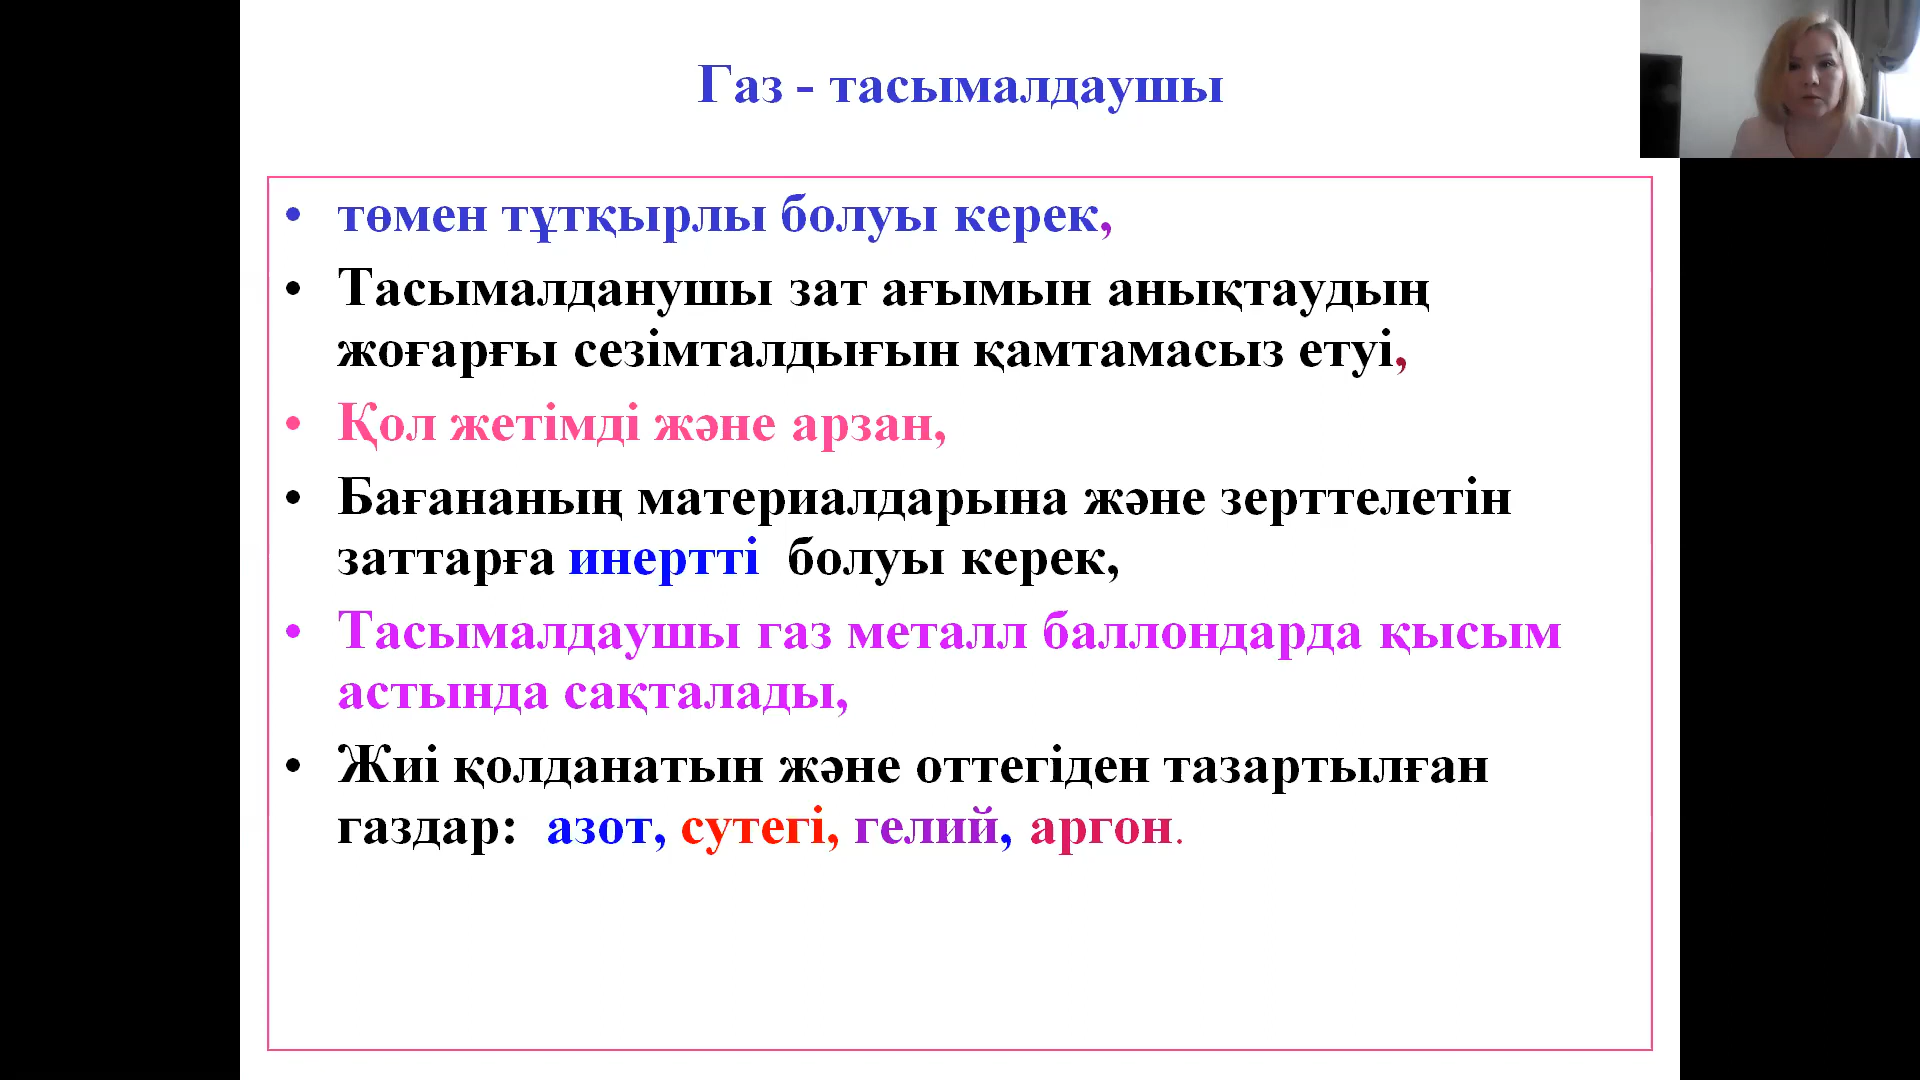 Газ - тасымалдаушы
• төмен тұтқырлы болуы керек,
• Тасымалданушы зат ағымын анықтаудың
жоғарғы сезімталдығын қамтамасыз етуі,
• Қол жетімді және арзан,
• Бағананың материалдарына және зерттелетін
заттарға инертті болуы керек,
• Тасымалдаушы газ металл баллондарда қысым
астында сақталады,
• Жиі қолданатын және оттегіден тазартылған
газдар: азот, сутегі, гелий, аргон.